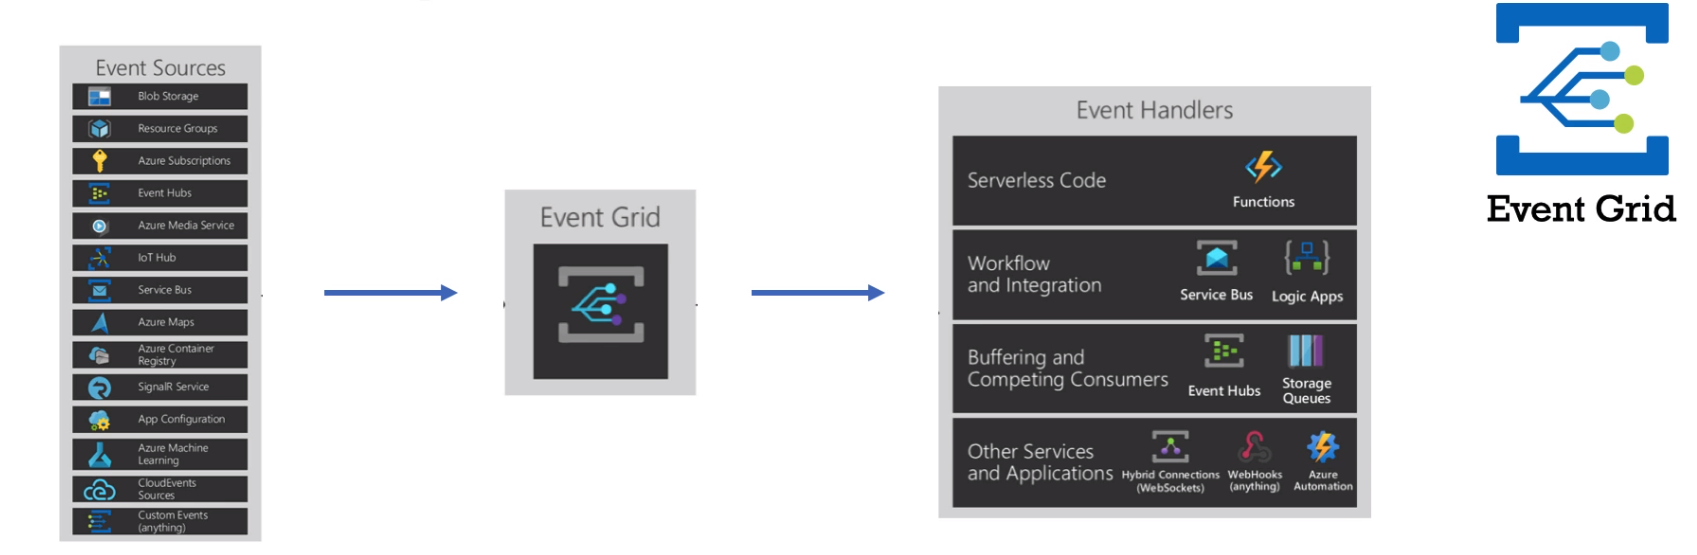 Event Sources
Blob Storage
Resource Groups
Azure Subscriptions
Event Hubs
Azure Media Service
IoT Hub
Service Bus
Azure Maps
Azure Container
Registry
SignalR Service
App Configuration
Azure Machine
Learning
CloudEvents
Sources
Custom Events
(anything)
Event Grid
Event Handlers
Serverless Code
Functions
Workflow
and Integration
Service Bus
Logic Apps
Buffering and
Competing Consumers
Event Hubs
Storage
Queues
Other Services
and Applications
Hybrid Connections
(WebSockets)
WebHooks
(anything)
Azure
Automation
Event Grid